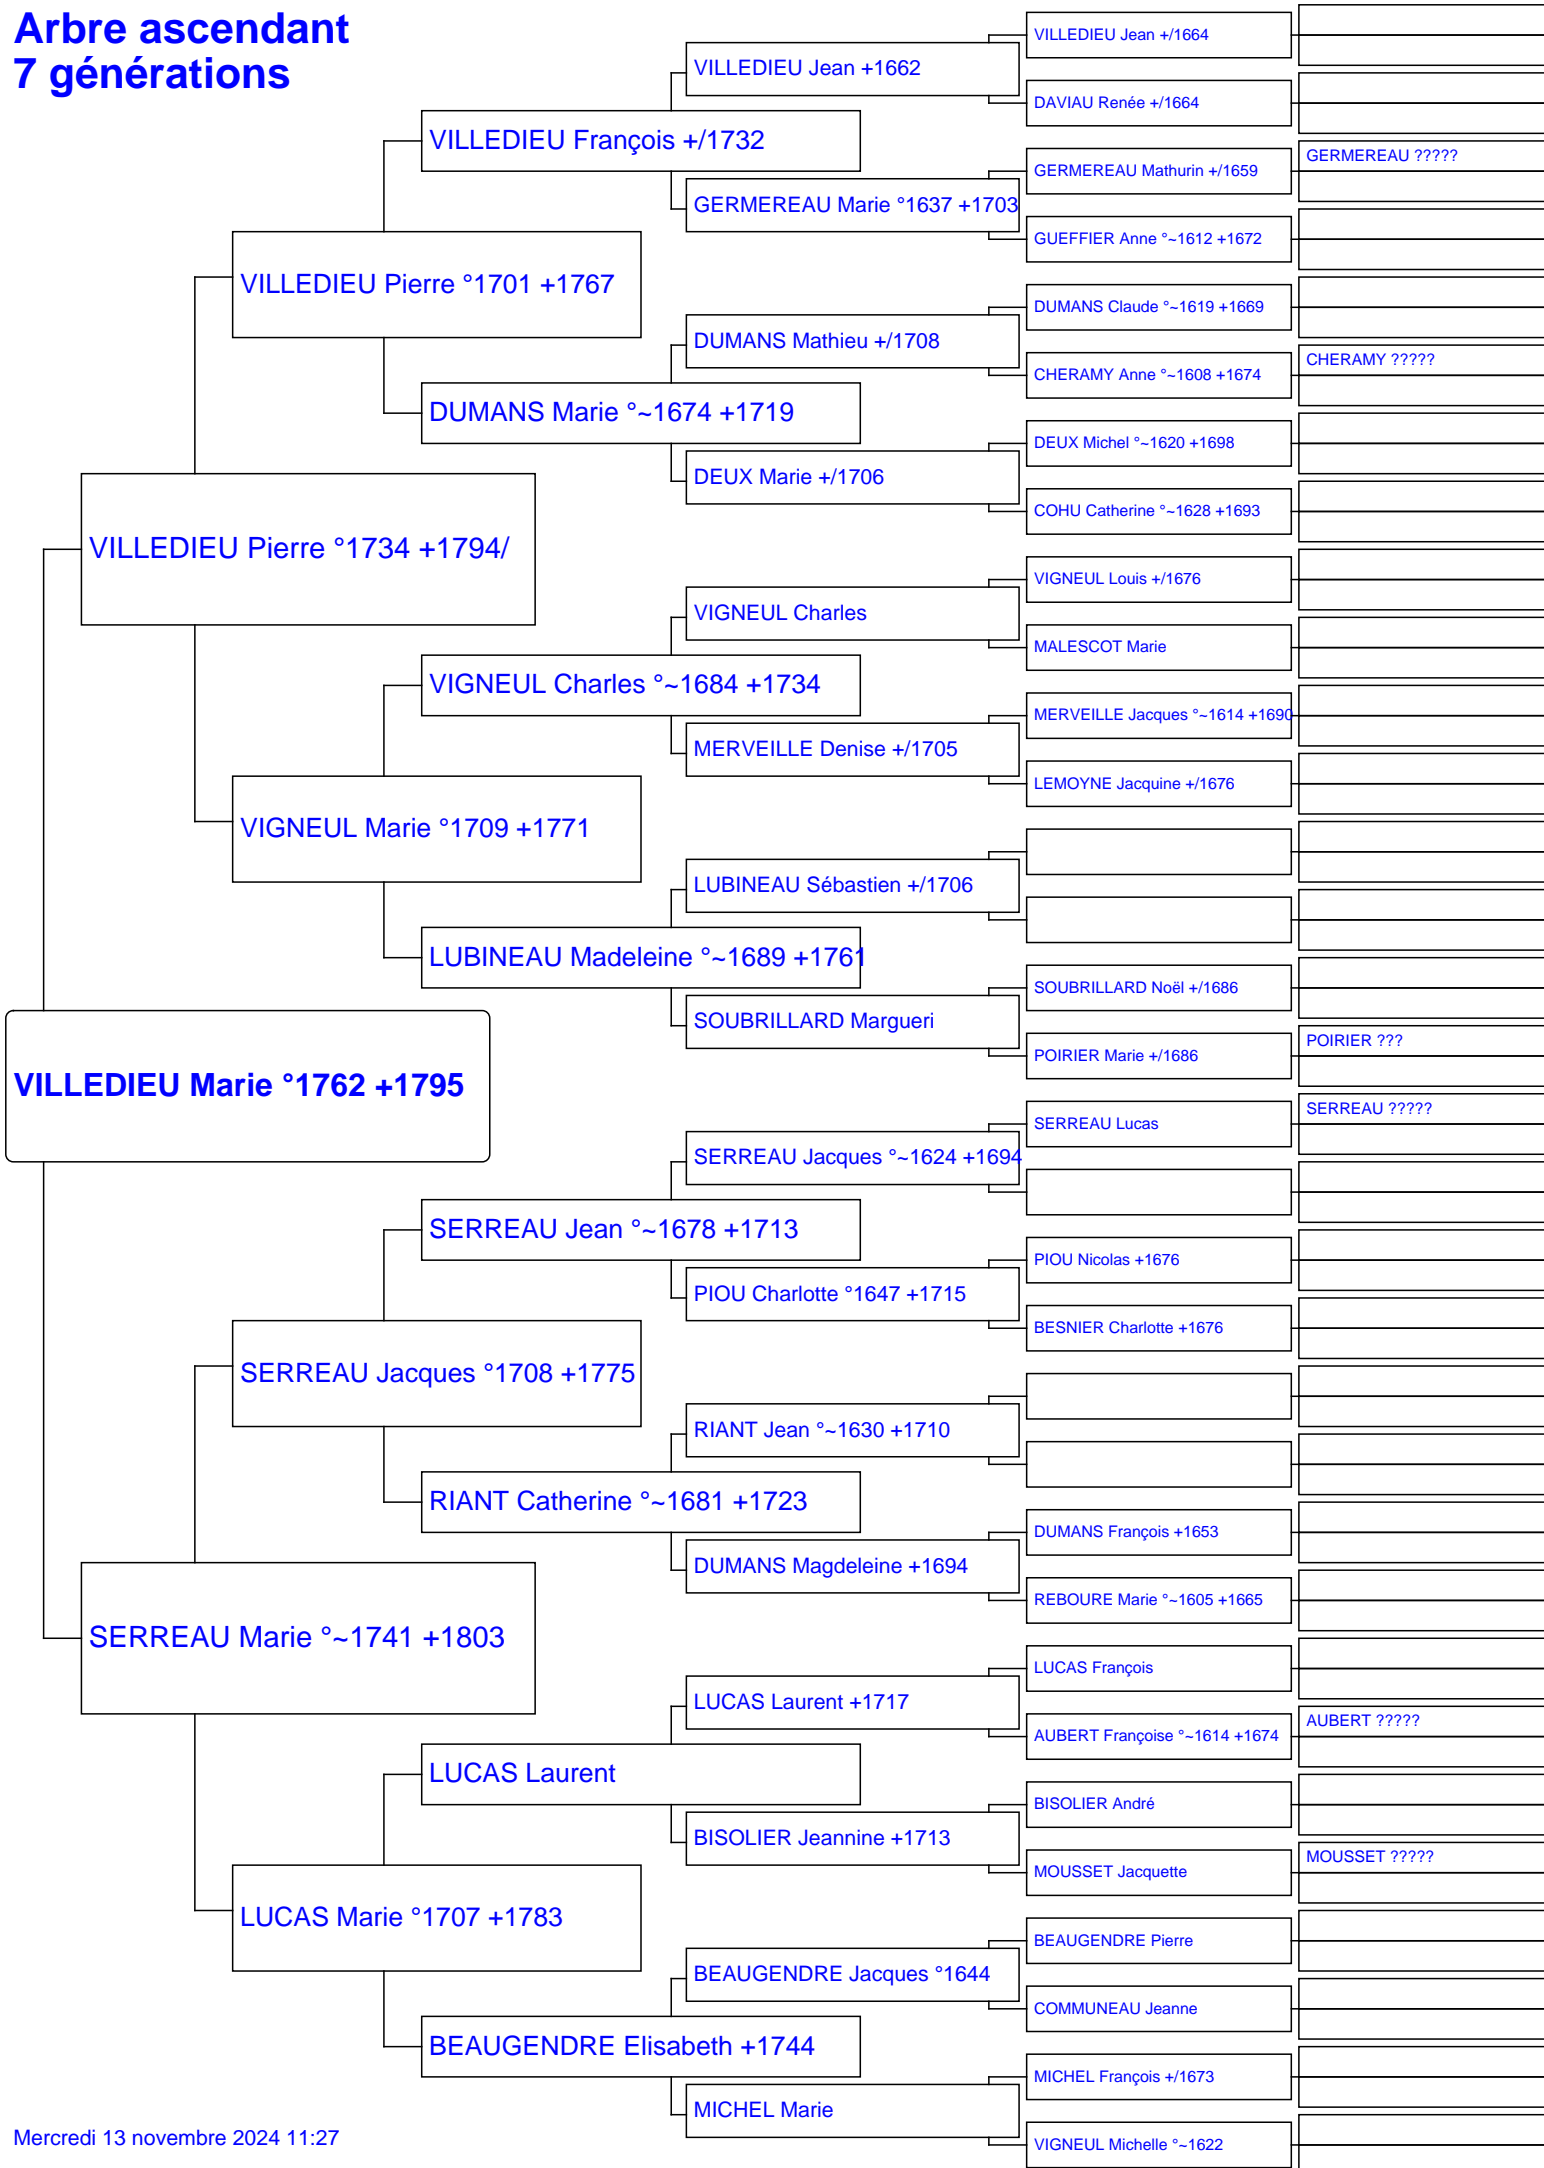 Arbre ascendant
7 générations
VILLEDIEU Marie °1762 +1795
VILLEDIEU Pierre °1734 +1794/
SERREAU Marie °~1741 +1803
VILLEDIEU Pierre °1701 +1767
VIGNEUL Marie °1709 +1771
SERREAU Jacques °1708 +1775
LUCAS Marie °1707 +1783
VILLEDIEU François +/1732
DUMANS Marie °~1674 +1719
VIGNEUL Charles °~1684 +1734
LUBINEAU Madeleine °~1689 +1761
SERREAU Jean °~1678 +1713
RIANT Catherine °~1681 +1723
LUCAS Laurent
BEAUGENDRE Elisabeth +1744
VILLEDIEU Jean +1662
GERMEREAU Marie °1637 +1703
DUMANS Mathieu +/1708
DEUX Marie +/1706
VIGNEUL Charles
MERVEILLE Denise +/1705
LUBINEAU Sébastien +/1706
SOUBRILLARD Margueri
SERREAU Jacques °~1624 +1694
PIOU Charlotte °1647 +1715
RIANT Jean °~1630 +1710
DUMANS Magdeleine +1694
LUCAS Laurent +1717
BISOLIER Jeannine +1713
BEAUGENDRE Jacques °1644
MICHEL Marie
VILLEDIEU Jean +/1664
DAVIAU Renée +/1664
GERMEREAU Mathurin +/1659
GUEFFIER Anne °~1612 +1672
DUMANS Claude °~1619 +1669
CHERAMY Anne °~1608 +1674
DEUX Michel °~1620 +1698
COHU Catherine °~1628 +1693
VIGNEUL Louis +/1676
MALESCOT Marie
MERVEILLE Jacques °~1614 +1690
LEMOYNE Jacquine +/1676
SOUBRILLARD Noël +/1686
POIRIER Marie +/1686
SERREAU Lucas
PIOU Nicolas +1676
BESNIER Charlotte +1676
DUMANS François +1653
REBOURE Marie °~1605 +1665
LUCAS François
AUBERT Françoise °~1614 +1674
BISOLIER André
MOUSSET Jacquette
BEAUGENDRE Pierre
COMMUNEAU Jeanne
MICHEL François +/1673
VIGNEUL Michelle °~1622
GERMEREAU ?????
CHERAMY ?????
POIRIER ???
SERREAU ?????
AUBERT ?????
MOUSSET ?????
Mercredi 13 novembre 2024 11:27